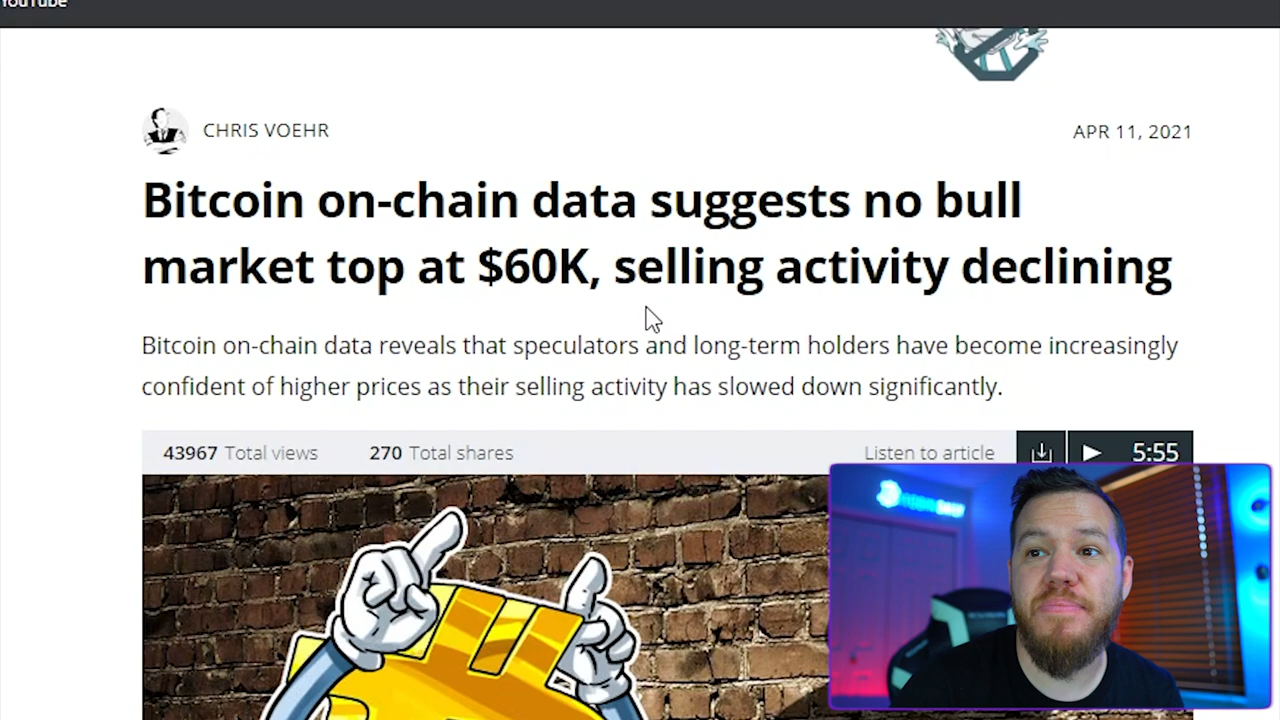 YouTube
CHRIS VOEHR
APR 11, 2021
Bitcoin on-chain data suggests no bull
market top at $60K, selling activity declining
Bitcoin on-chain data reveals that speculators and long-term holders have become increasingly
confident of higher prices as their selling activity has slowed down significantly.
43967 Total views 270 Total shares Listen to article 5:55